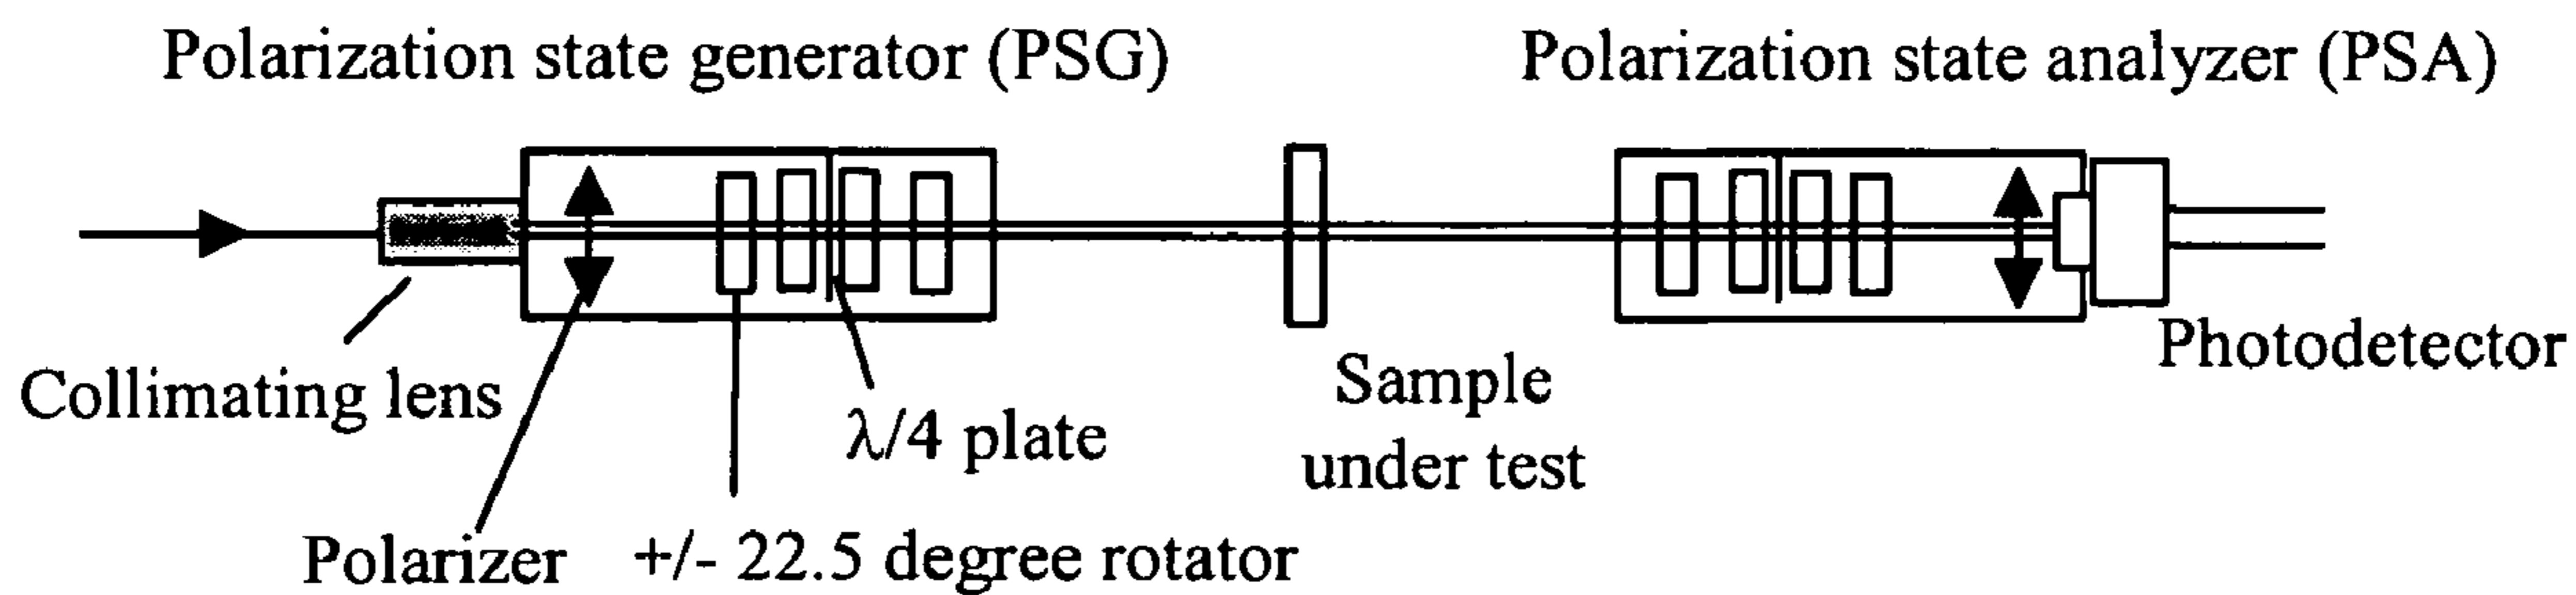 Polarization state generator (PSG)
Polarization state analyzer (PSA)
Collimating lens
Polarizer
+/- 22.5 degree rotator
λ/4 plate
Sample
under test
Photodetector